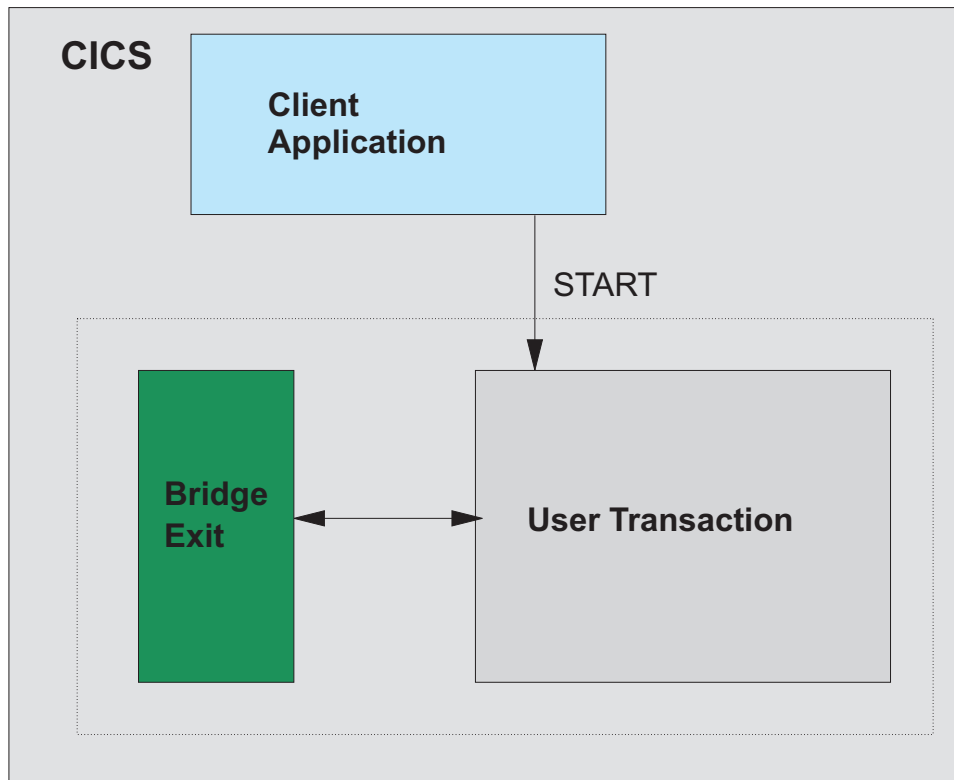 CICS
Client
Application
START
Bridge
Exit
User Transaction